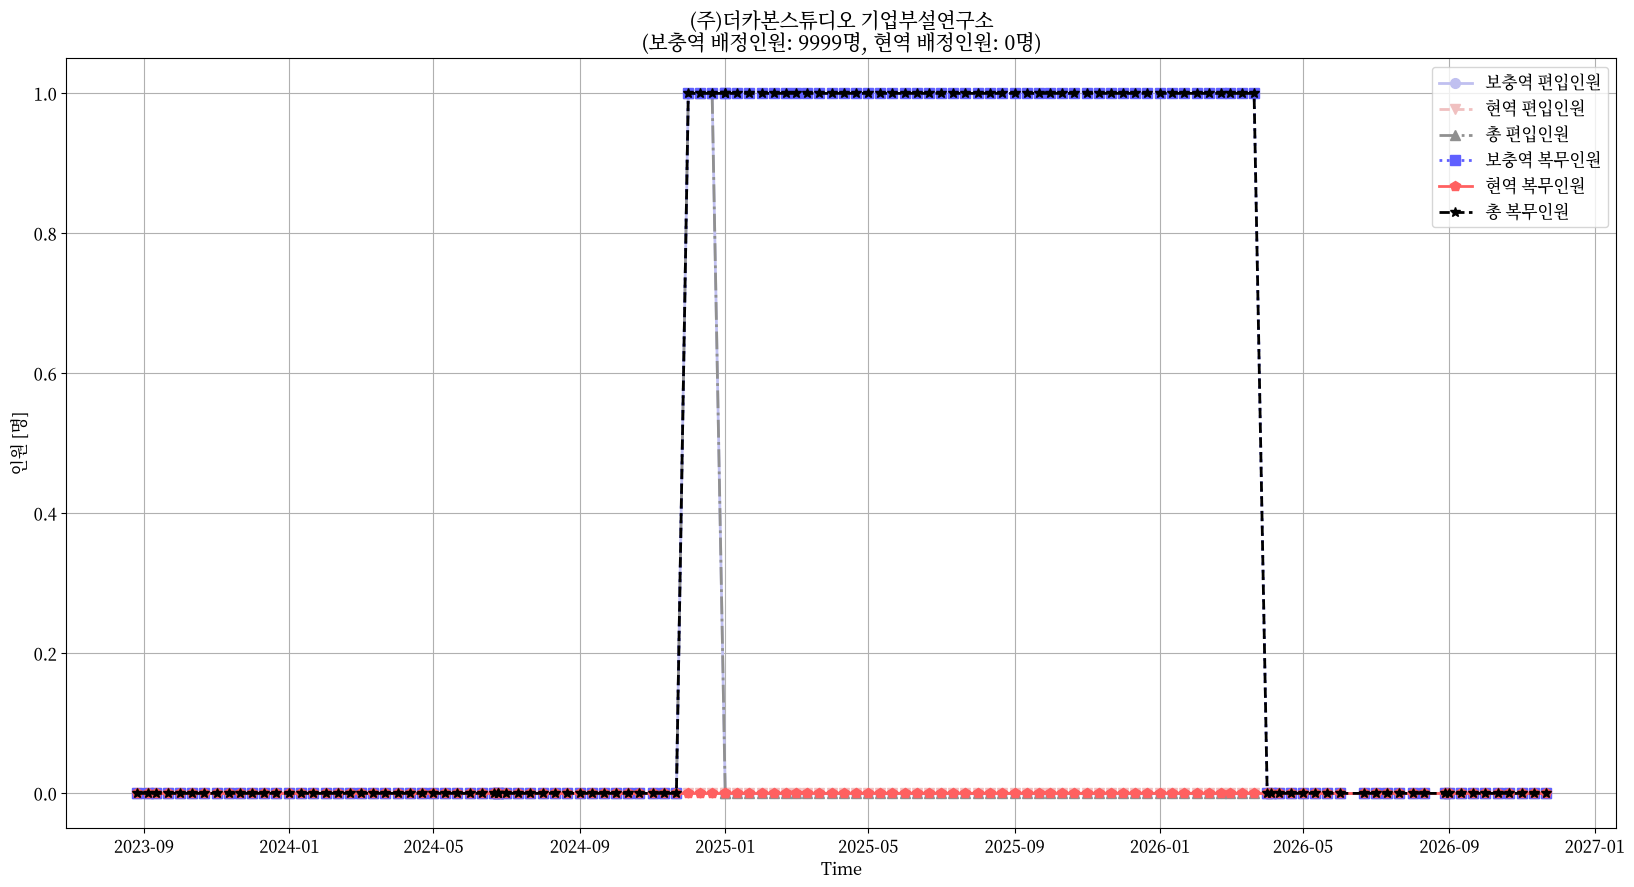 (주)더카본스튜디오 기업부설연구소
(보충역 배정인원: 9999명, 현역 배정인원: 0명)
보충역 편입인원
현역 편입인원
총 편입인원
보충역 복무인원
현역 복무인원
총 복무인원
인원 [명]
1.0
0.8
0.6
0.4
0.2
0.0
2023-09
2024-01
2024-05
2024-09
2025-01
2025-05
2025-09
2026-01
2026-05
2026-09
2027-01
Time